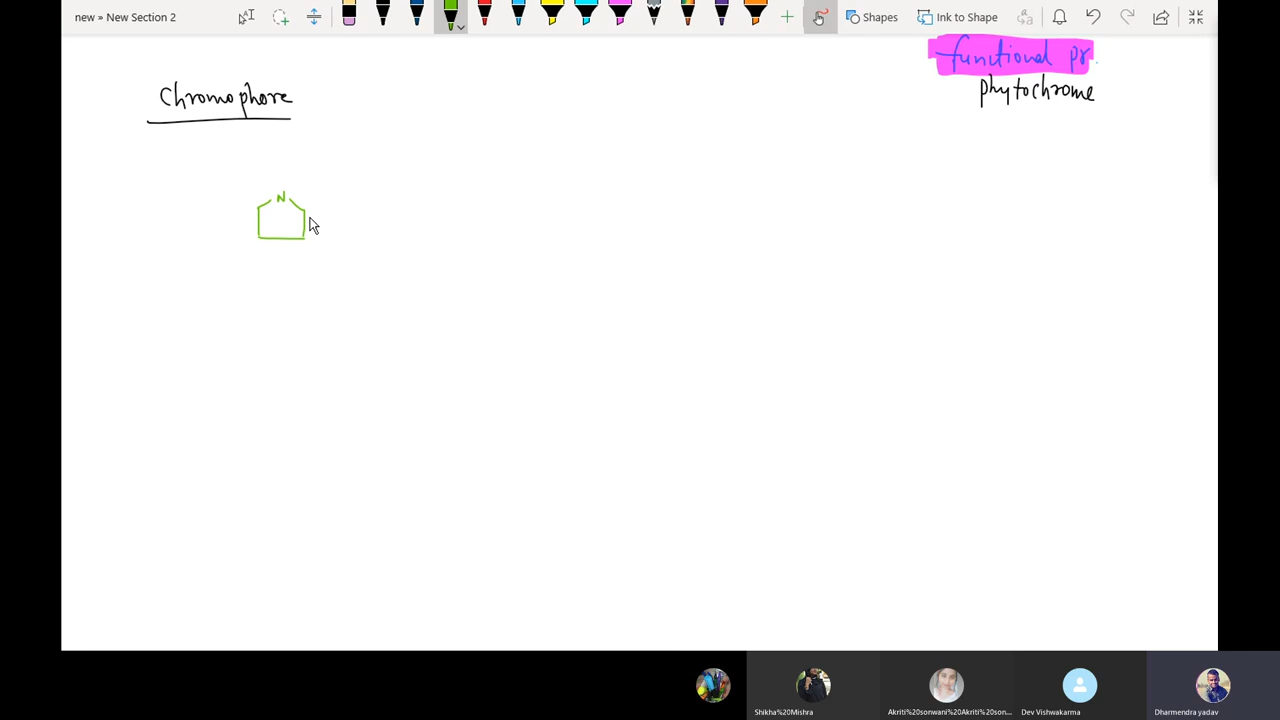 new » New Section 2
Shapes
Ink to Shape
functional pr.
phytochrome
Chromophore
N
Shikha%20Mishra
Akriti%20sonwani%20Akriti%20son...
Dev Vishwakarma
Dharmendra yadav